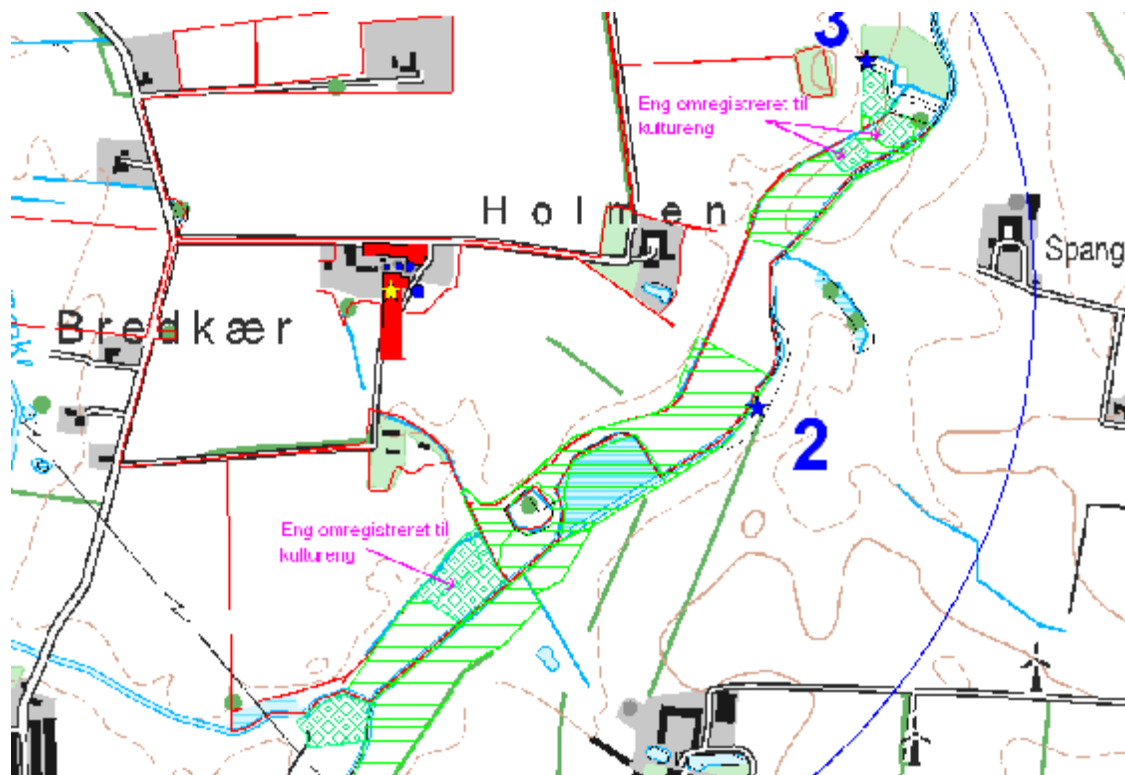 3
Eng omregistreret til
kultureng
Holmen
Spang
Bredkær
2
Eng omregistreret til
kultureng